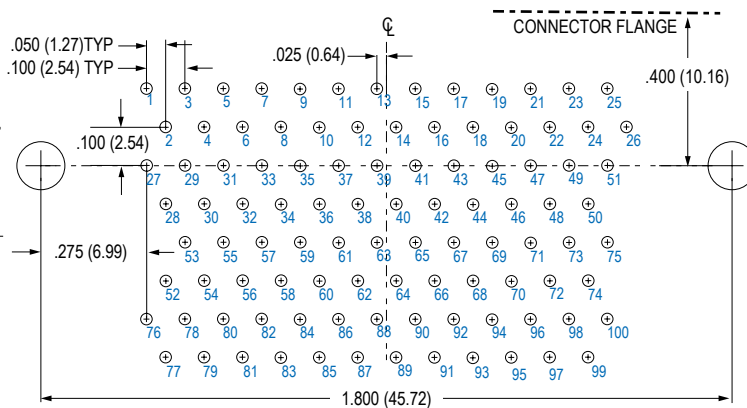 ℄
CONNECTOR FLANGE
.050 (1.27)TYP
.100 (2.54) TYP
.025 (0.64)
.400 (10.16)
1 3 5 7 9 11 13 15 17 19 21 23 25
.100 (2.54)
2 4 6 8 10 12 14 16 18 20 22 24 26
27 29 31 33 35 37 39 41 43 45 47 49 51
28 30 32 34 36 38 40 42 44 46 48 50
.275 (6.99)
53 55 57 59 61 63 65 67 69 71 73 75
52 54 56 58 60 62 64 66 68 70 72 74
76 78 80 82 84 86 88 90 92 94 96 98 100
77 79 81 83 85 87 89 91 93 95 97 99
1.800 (45.72)